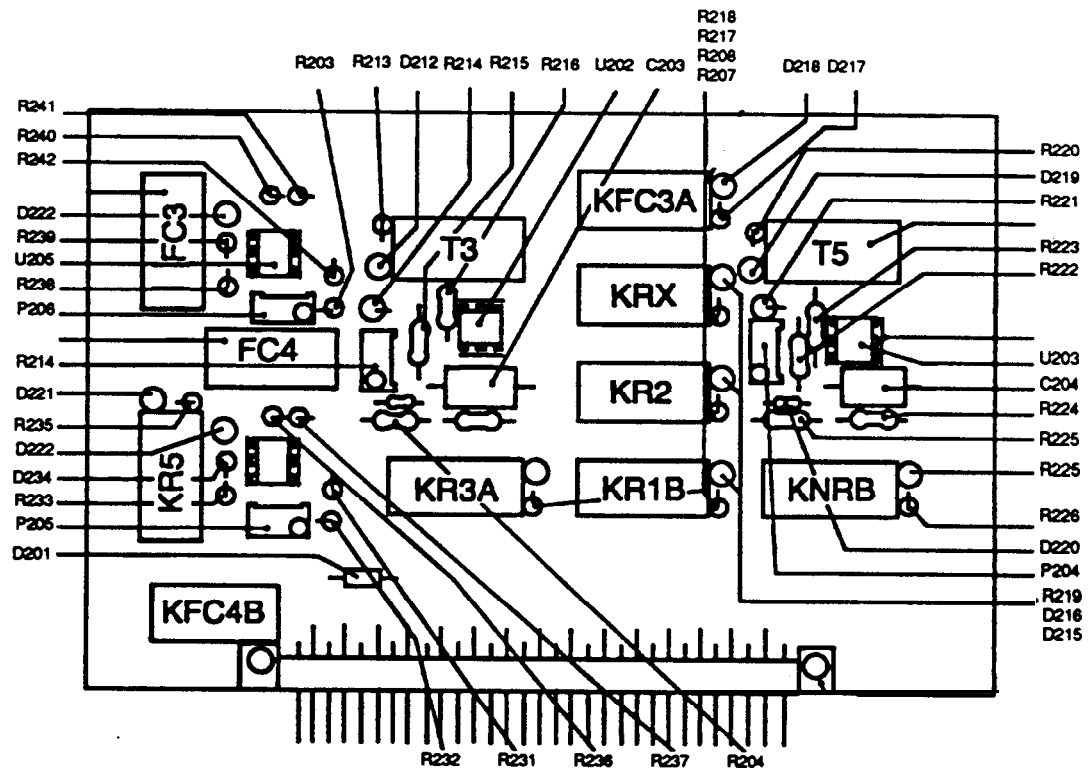 R218
R217
R208
R207
R203 R213 D212 R214 R215 R216 U202 C203 D218 D217
R241
R240
R242
D222
R239
U205
R238
P206
R214
D221
R235
D222
D234
R233
P205
D201
FC3
FC4
KR5
KFC4B
T3
KR3A
KFC3A
KRX
KR2
KR1B
T5
KNRB
R220
D219
R221
R223
R222
U203
C204
R224
R225
R225
R226
D220
P204
R219
D216
D215
R232 R231 R236 R237 R204